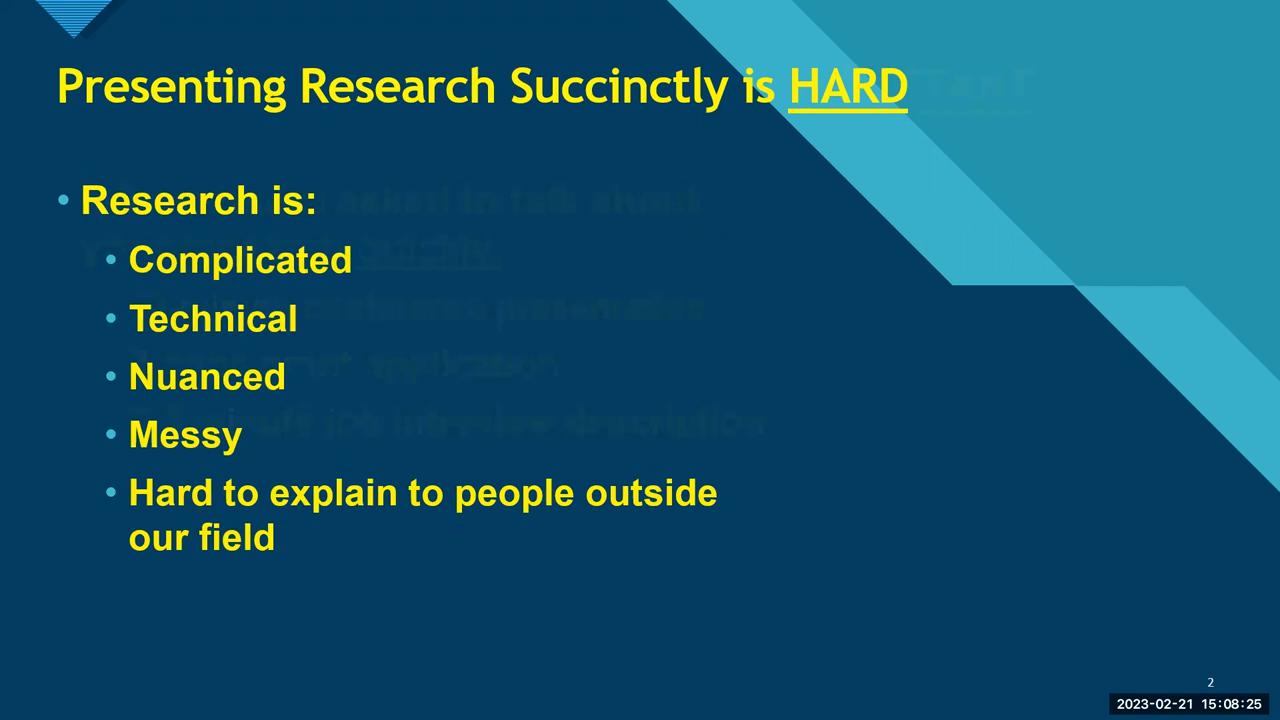 Presenting Research Succinctly is HARD
• Research is:
• Complicated
• Technical
• Nuanced
• Messy
• Hard to explain to people outside
our field
2
2023-02-21 15:08:25